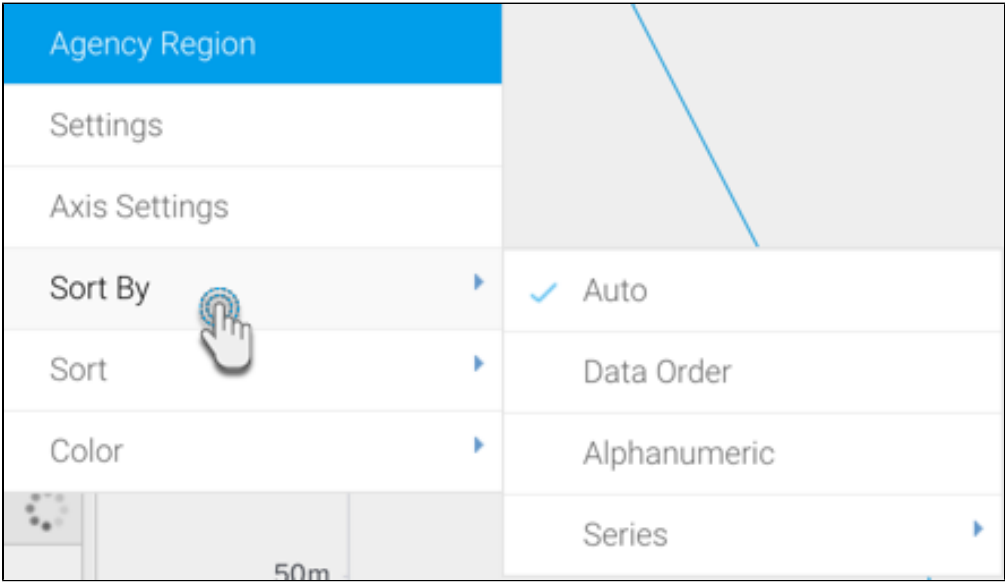 Agency Region
Settings
Axis Settings
Sort By
Sort
Color
Auto
Data Order
Alphanumeric
Series
50m